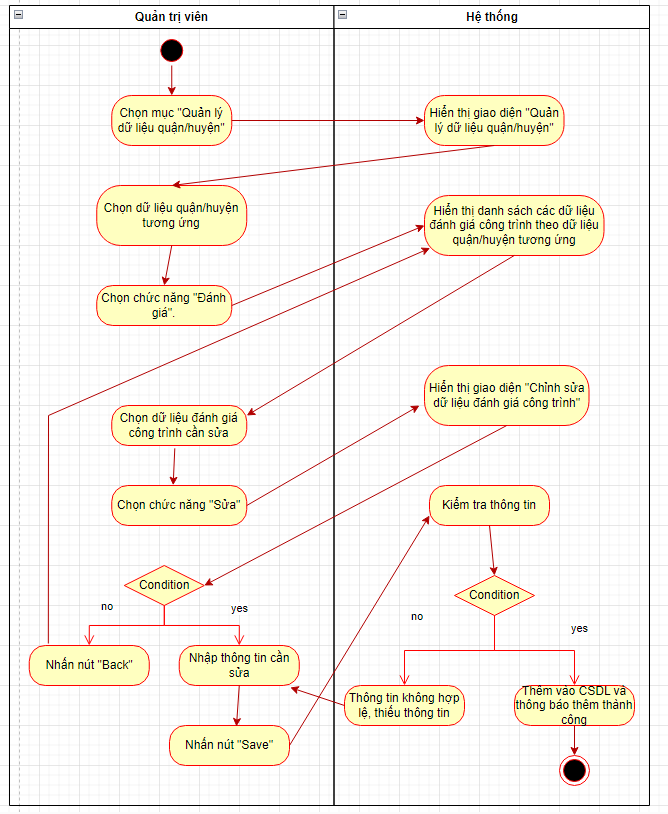 Quản trị viên
Hệ thống
Chọn mục "Quản lý
dữ liệu quận/huyện"
Hiển thị giao diện "Quản
lý dữ liệu quận/huyện"
Chọn dữ liệu quận/huyện
tương ứng
Hiển thị danh sách các dữ liệu
đánh giá công trình theo dữ liệu
quận/huyện tương ứng
Chọn chức năng "Đánh
giá".
Hiển thị giao diện "Chỉnh sửa
dữ liệu đánh giá công trình"
Chọn dữ liệu đánh giá
công trình cần sửa
Chọn chức năng "Sửa"
Kiểm tra thông tin
Condition
no
yes
Condition
no
yes
Nhấn nút "Back"
Nhập thông tin cần
sửa
Thông tin không hợp
lệ, thiếu thông tin
Thêm vào CSDL và
thông báo thêm thành
công
Nhấn nút "Save"